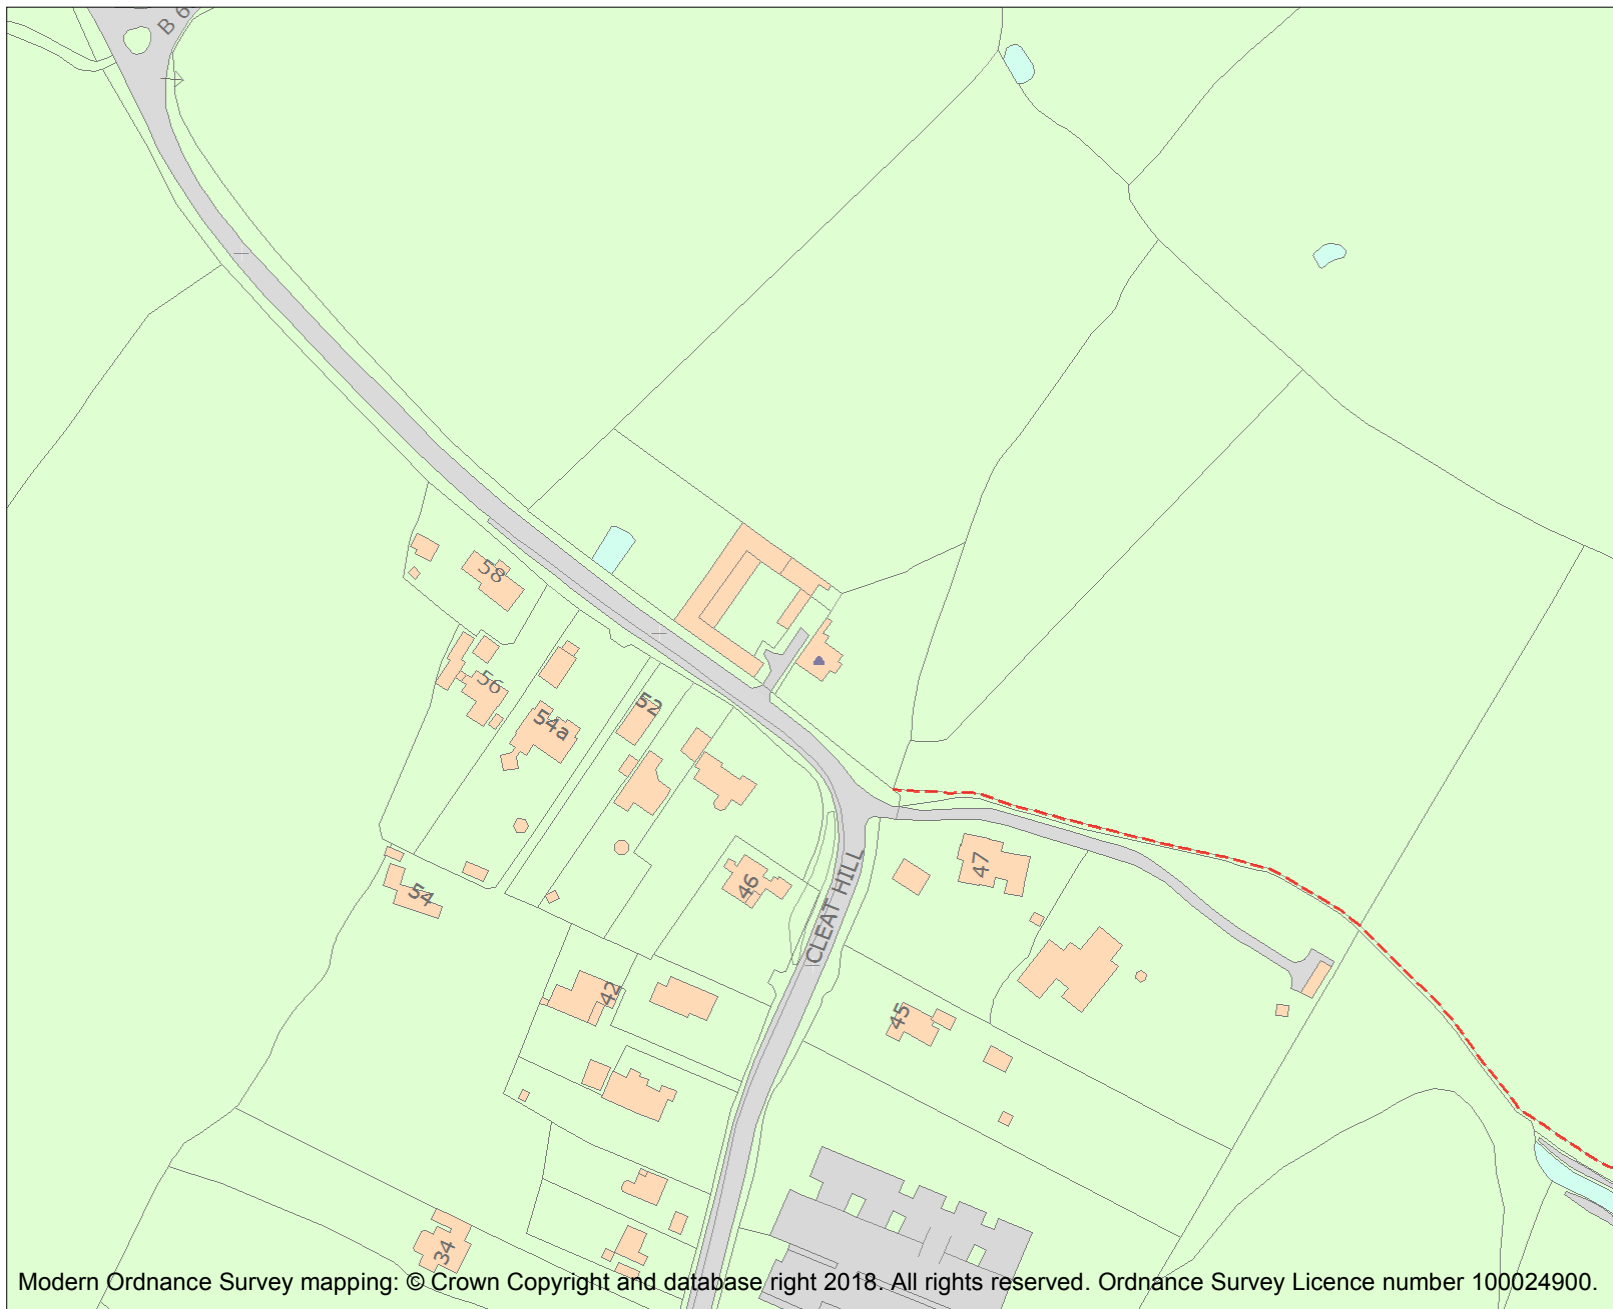 B 6
58
56
54a
52
54
46
47
CLEAT HILL
42
45
34
Modern Ordnance Survey mapping: © Crown Copyright and database right 2018. All rights reserved. Ordnance Survey Licence number 100024900.